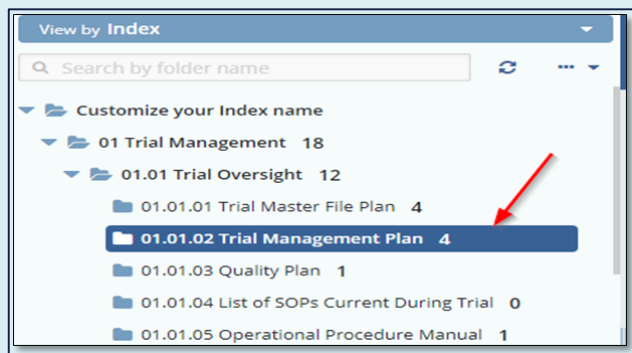 View by Index
Search by folder name
Customize your Index name
01 Trial Management 18
01.01 Trial Oversight 12
01.01.01 Trial Master File Plan 4
01.01.02 Trial Management Plan 4
01.01.03 Quality Plan 1
01.01.04 List of SOPs Current During Trial 0
01.01.05 Operational Procedure Manual 1